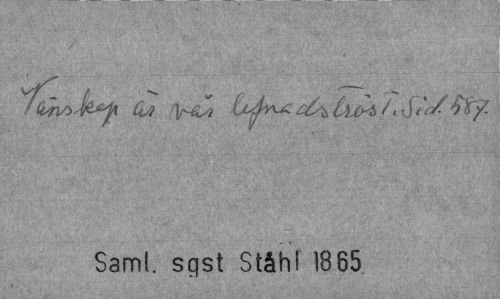 Vänskap är vår lefnadströst. Sid. 587.
Saml. sgst Ståhl 1865